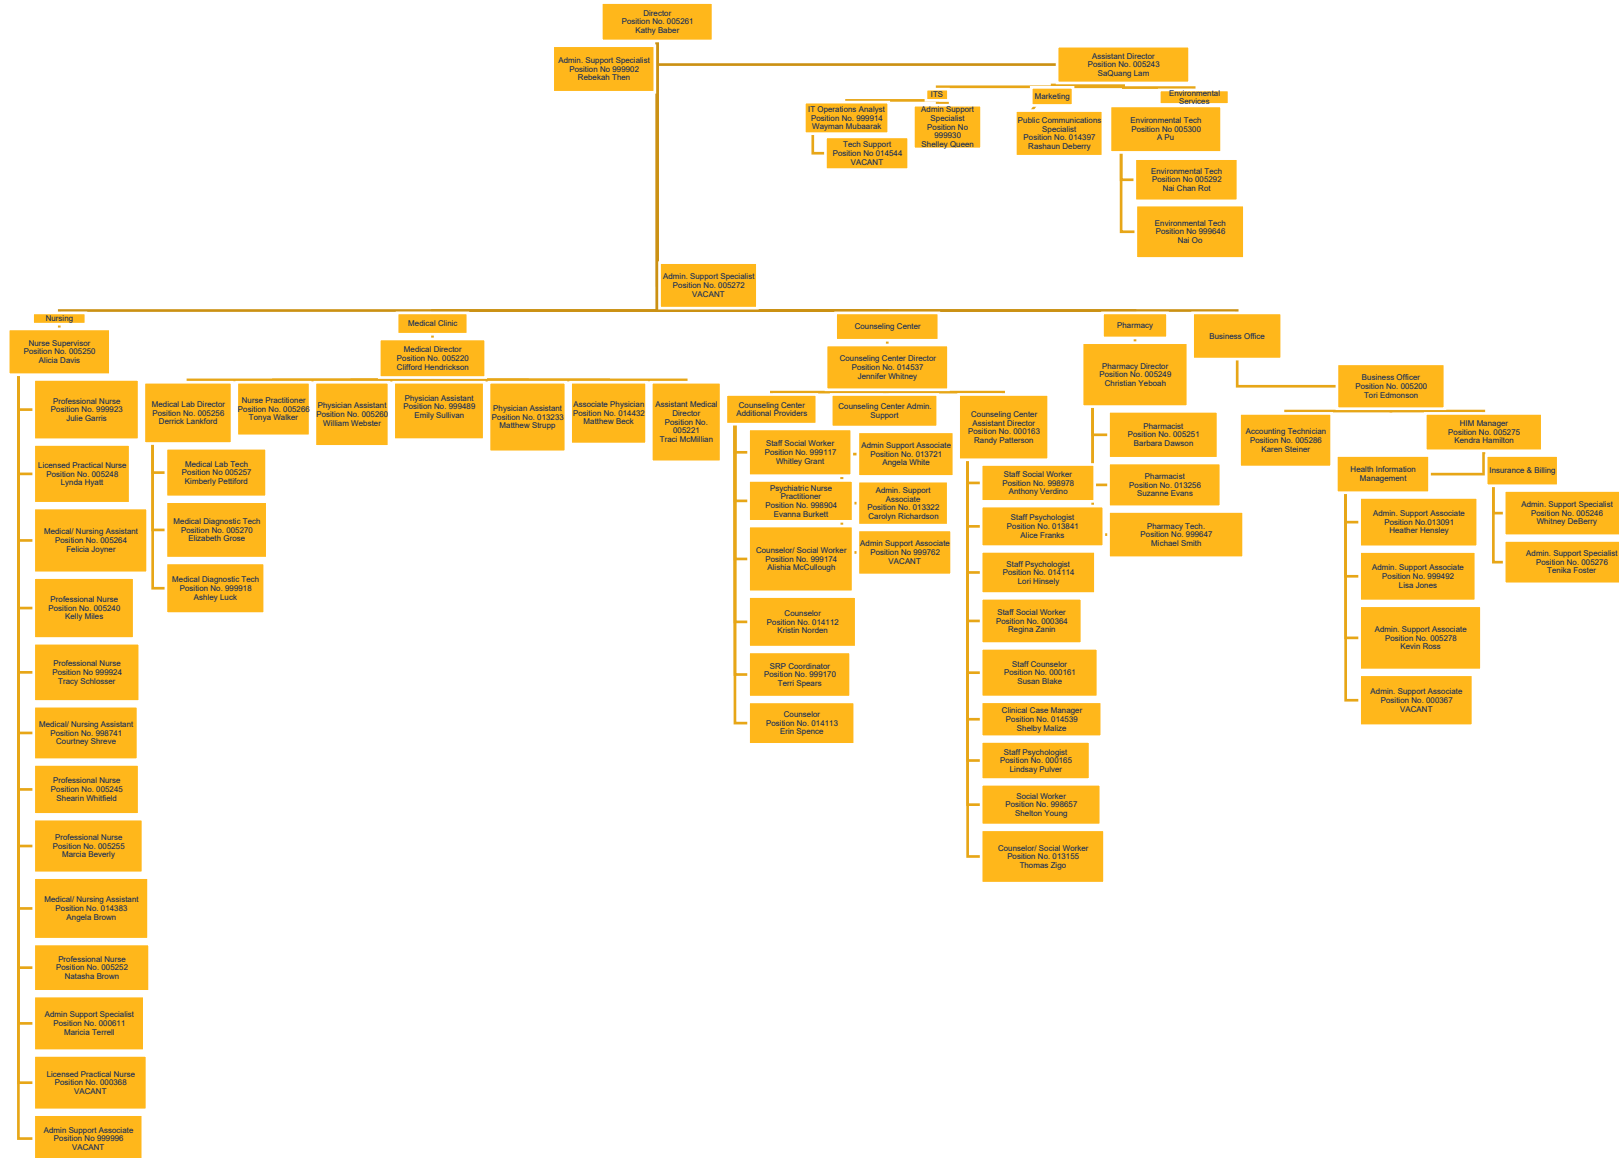 Director
Position No. 005261
Kathy Baber
Admin. Support Specialist
Position No 999902
Rebekah Then
Assistant Director
Position No. 005243
SaQuang Lam
ITS
Marketing
Environmental
Services
IT Operations Analyst
Position No. 999914
Wayman Mubaarak
Tech Support
Position No 014544
VACANT
Admin Support
Specialist
Position No
999930
Shelley Queen
Public Communications
Specialist
Position No. 014397
Rashaun Deberry
Environmental Tech
Position No 005300
A Pu
Environmental Tech
Position No 005292
Nai Chan Rot
Environmental Tech
Position No 999646
Nai Oo
Admin. Support Specialist
Position No. 005272
VACANT
Nursing
Nurse Supervisor
Position No. 005250
Alicia Davis
Professional Nurse
Position No. 999923
Julie Garris
Licensed Practical Nurse
Position No. 005248
Lynda Hyatt
Medical/ Nursing Assistant
Position No. 005264
Felicia Joyner
Professional Nurse
Position No. 005240
Kelly Miles
Professional Nurse
Position No 999924
Tracy Schlosser
Medical/ Nursing Assistant
Position No. 998741
Courtney Shreve
Professional Nurse
Position No. 005245
Shearin Whitfield
Professional Nurse
Position No. 005255
Marcia Beverly
Medical/ Nursing Assistant
Position No. 014383
Angela Brown
Professional Nurse
Position No. 005252
Natasha Brown
Admin Support Specialist
Position No. 000611
Maricia Terrell
Licensed Practical Nurse
Position No. 000368
VACANT
Admin Support Associate
Position No 999996
VACANT
Medical Clinic
Medical Director
Position No. 005220
Clifford Hendrickson
Medical Lab Director
Position No. 005256
Derrick Lankford
Medical Lab Tech
Position No 005257
Kimberly Pettiford
Medical Diagnostic Tech
Position No. 005270
Elizabeth Grose
Medical Diagnostic Tech
Position No. 999918
Ashley Luck
Nurse Practitioner
Position No. 005266
Tonya Walker
Physician Assistant
Position No. 005260
William Webster
Physician Assistant
Position No. 999489
Emily Sullivan
Physician Assistant
Position No. 013233
Matthew Strupp
Associate Physician
Position No. 014432
Matthew Beck
Assistant Medical
Director
Position No.
005221
Traci McMillian
Counseling Center
Counseling Center Director
Position No. 014537
Jennifer Whitney
Counseling Center
Additional Providers
Staff Social Worker
Position No. 999117
Whitley Grant
Psychiatric Nurse
Practitioner
Position No. 998904
Evanna Burkett
Counselor/ Social Worker
Position No. 999174
Alishia McCullough
Counselor
Position No. 014112
Kristin Norden
SRP Coordinator
Position No. 999170
Terri Spears
Counselor
Position No. 014113
Erin Spence
Counseling Center Admin.
Support
Admin Support Associate
Position No. 013721
Angela White
Admin. Support
Associate
Position No. 013322
Carolyn Richardson
Admin Support Associate
Position No 999762
VACANT
Counseling Center
Assistant Director
Position No. 000163
Randy Patterson
Staff Social Worker
Position No. 998978
Anthony Verdino
Staff Psychologist
Position No. 013841
Alice Franks
Staff Psychologist
Position No. 014114
Lori Hinsely
Staff Social Worker
Position No. 000364
Regina Zanin
Staff Counselor
Position No. 000161
Susan Blake
Clinical Case Manager
Position No. 014539
Shelby Malize
Staff Psychologist
Position No. 000165
Lindsay Pulver
Social Worker
Position No. 998657
Shelton Young
Counselor/ Social Worker
Position No. 013155
Thomas Zigo
Pharmacy
Pharmacy Director
Position No. 005249
Christian Yeboah
Pharmacist
Position No. 005251
Barbara Dawson
Pharmacist
Position No. 013256
Suzanne Evans
Pharmacy Tech.
Position No. 999647
Michael Smith
Business Office
Business Officer
Position No. 005200
Tori Edmonson
Accounting Technician
Position No. 005286
Karen Steiner
HIM Manager
Position No. 005275
Kendra Hamilton
Health Information
Management
Admin. Support Associate
Position No.013091
Heather Hensley
Admin. Support Associate
Position No. 999492
Lisa Jones
Admin. Support Associate
Position No. 005278
Kevin Ross
Admin. Support Associate
Position No. 000367
VACANT
Insurance & Billing
Admin. Support Specialist
Position No. 005246
Whitney DeBerry
Admin. Support Specialist
Position No. 005276
Tenika Foster